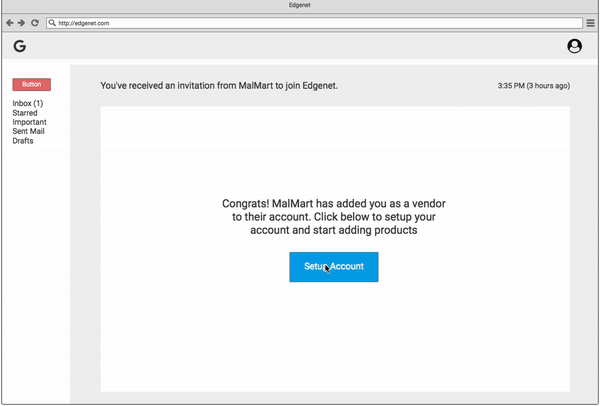 Edgenet
http://edgenet.com
G
You've received an invitation from MalMart to join Edgenet.
3:35 PM (3 hours ago)
Button
Inbox (1)
Starred
Important
Sent Mail
Drafts
Congrats! MalMart has added you as a vendor
to their account. Click below to setup your
account and start adding products
Setup Account